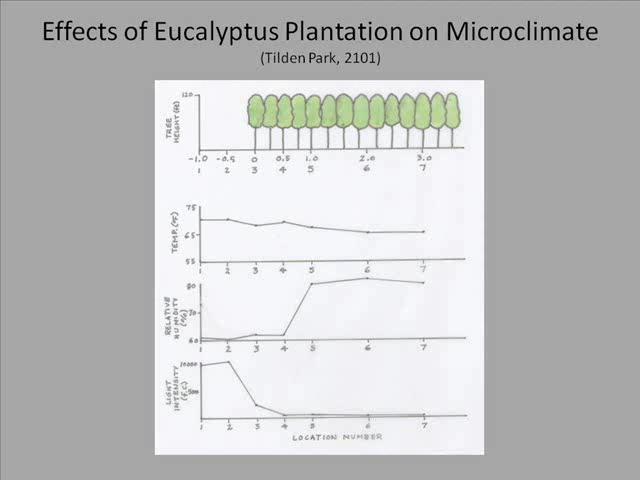 Effects of Eucalyptus Plantation on Microclimate
(Tilden Park, 2101)
120
TREE
HEIGHT (ft)
-1.0 -0.5 0 0.5 1.0 2.0 3.0
1 2 3 4 5 6 7
75
TEMP. (°F)
65
55
1 2 3 4 5 6 7
80
RELATIVE
HUMIDITY
(%)
70
60
1 2 3 4 5 6 7
10000
LIGHT
INTENSITY
(F.C.)
1 2 3 4 5 6 7
LOCATION NUMBER